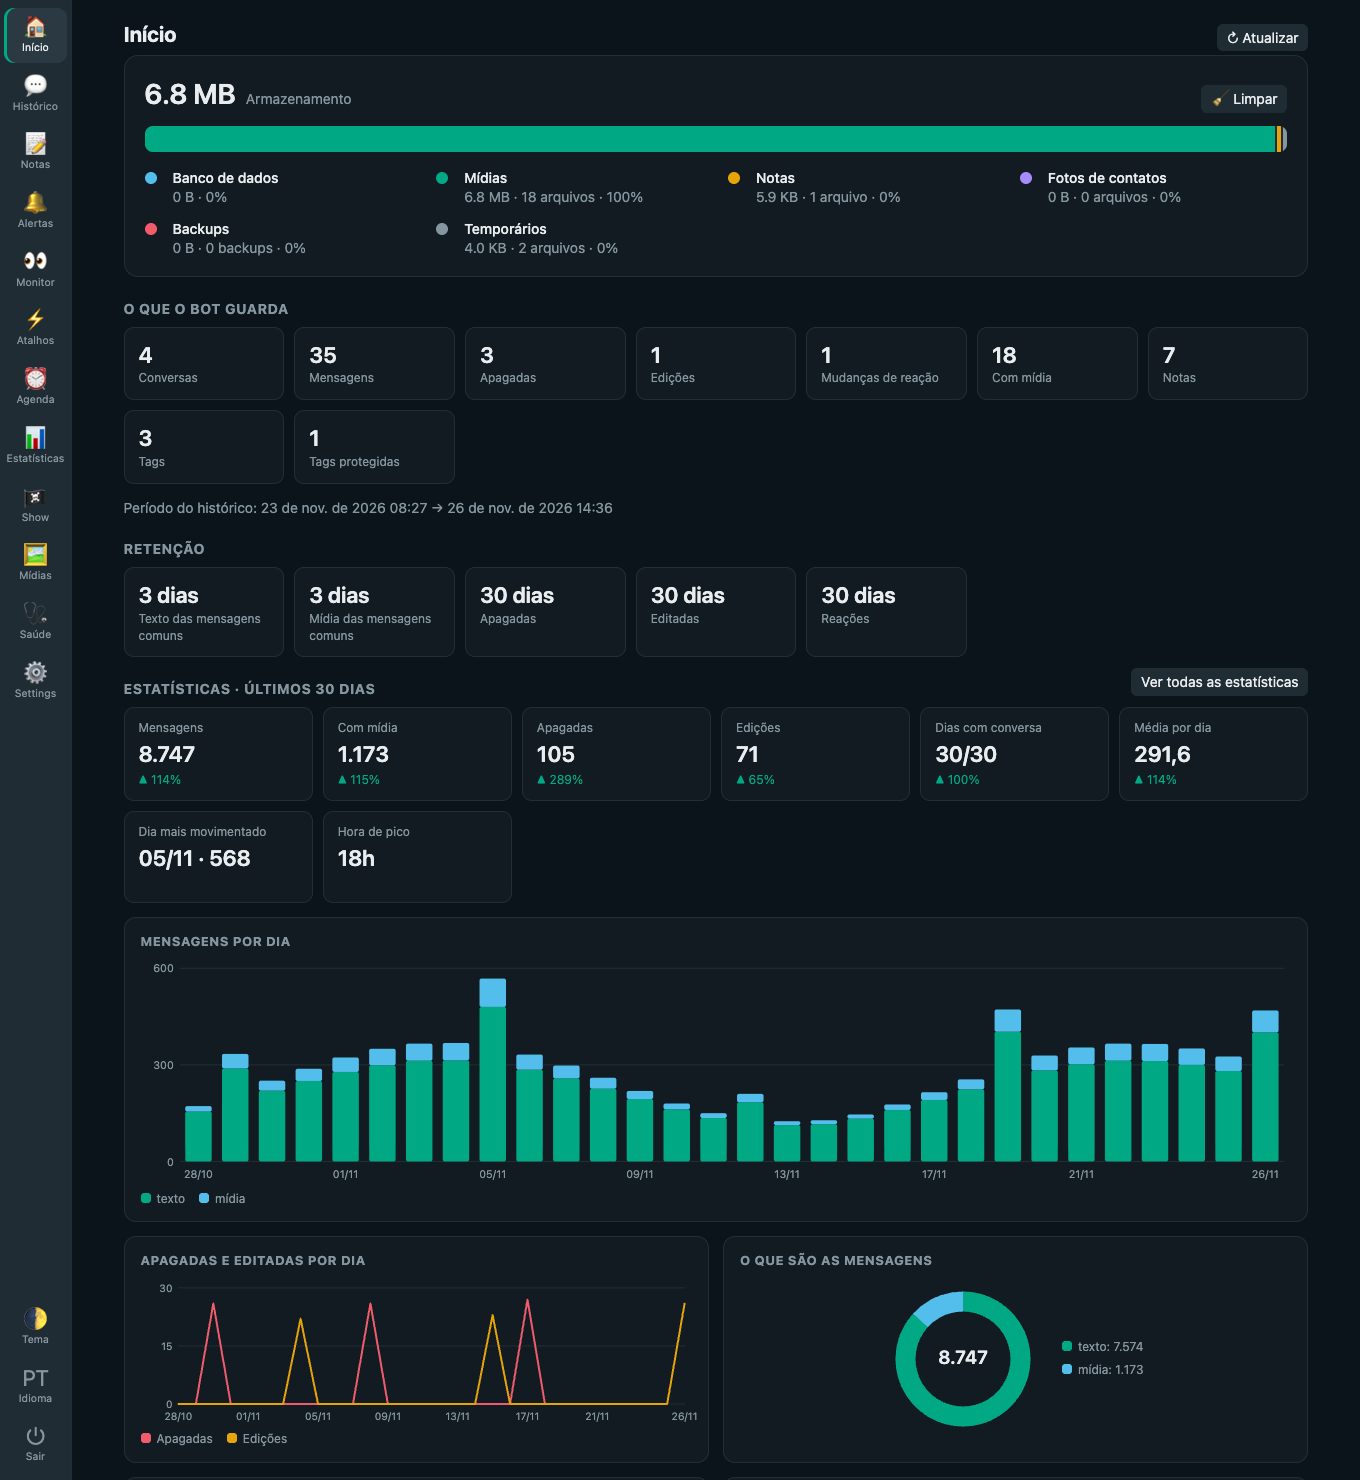 Início
Histórico
Notas
Alertas
Monitor
Atalhos
Agenda
Estatísticas
Show
Mídias
Saúde
Settings
Tema
PT
Idioma
Sair
Início
↻ Atualizar
6.8 MB Armazenamento
Limpar
Banco de dados
0 B · 0%
Mídias
6.8 MB · 18 arquivos · 100%
Notas
5.9 KB · 1 arquivo · 0%
Fotos de contatos
0 B · 0 arquivos · 0%
Backups
0 B · 0 backups · 0%
Temporários
4.0 KB · 2 arquivos · 0%
O QUE O BOT GUARDA
4
Conversas
35
Mensagens
3
Apagadas
1
Edições
1
Mudanças de reação
18
Com mídia
7
Notas
3
Tags
1
Tags protegidas
Período do histórico: 23 de nov. de 2026 08:27 → 26 de nov. de 2026 14:36
RETENÇÃO
3 dias
Texto das mensagens
comuns
3 dias
Mídia das mensagens
comuns
30 dias
Apagadas
30 dias
Editadas
30 dias
Reações
ESTATÍSTICAS · ÚLTIMOS 30 DIAS
Ver todas as estatísticas
Mensagens
8.747
▲ 114%
Com mídia
1.173
▲ 115%
Apagadas
105
▲ 289%
Edições
71
▲ 65%
Dias com conversa
30/30
▲ 100%
Média por dia
291,6
▲ 114%
Dia mais movimentado
05/11 · 568
Hora de pico
18h
MENSAGENS POR DIA
600
300
0
28/10 01/11 05/11 09/11 13/11 17/11 21/11 26/11
texto mídia
APAGADAS E EDITADAS POR DIA
30
15
0
28/10 01/11 05/11 09/11 13/11 17/11 21/11 26/11
Apagadas Edições
O QUE SÃO AS MENSAGENS
8.747
texto: 7.574
mídia: 1.173